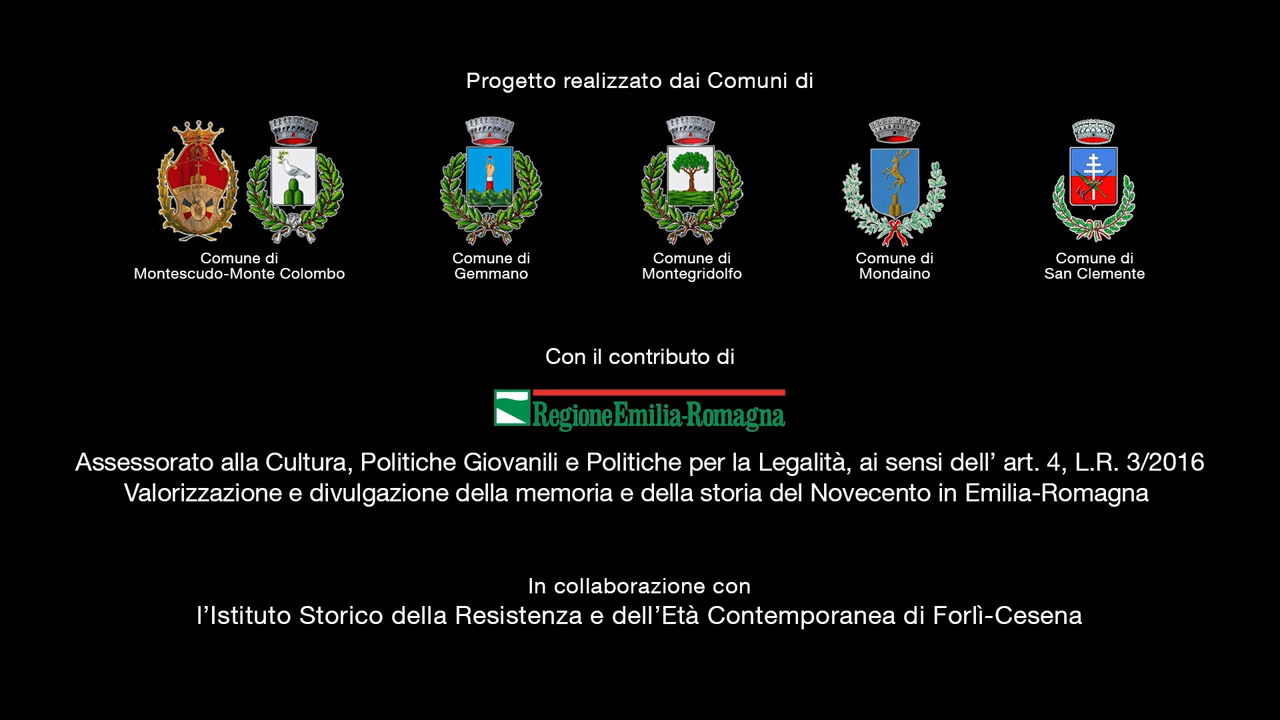 Progetto realizzato dai Comuni di
Comune di
Montescudo-Monte Colombo
Comune di
Gemmano
Comune di
Montegridolfo
Comune di
Mondaino
Comune di
San Clemente
Con il contributo di
RegioneEmilia-Romagna
Assessorato alla Cultura, Politiche Giovanili e Politiche per la Legalità, ai sensi dell’ art. 4, L.R. 3/2016
Valorizzazione e divulgazione della memoria e della storia del Novecento in Emilia-Romagna
In collaborazione con
l’Istituto Storico della Resistenza e dell’Età Contemporanea di Forlì-Cesena